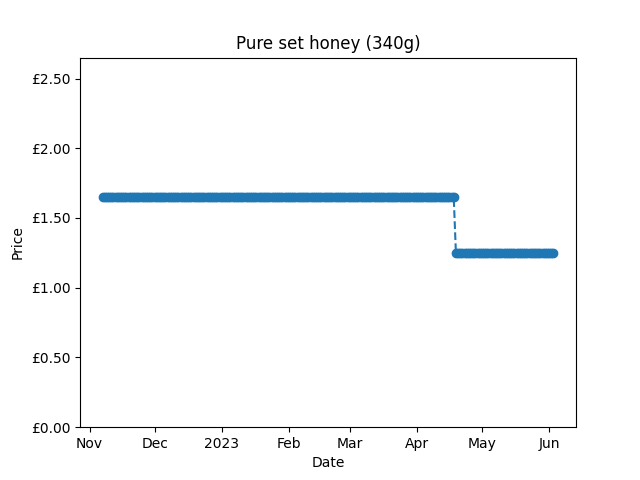 Pure set honey (340g)
£2.50
£2.00
£1.50
£1.00
£0.50
£0.00
Price
Nov Dec 2023 Feb Mar Apr May Jun
Date